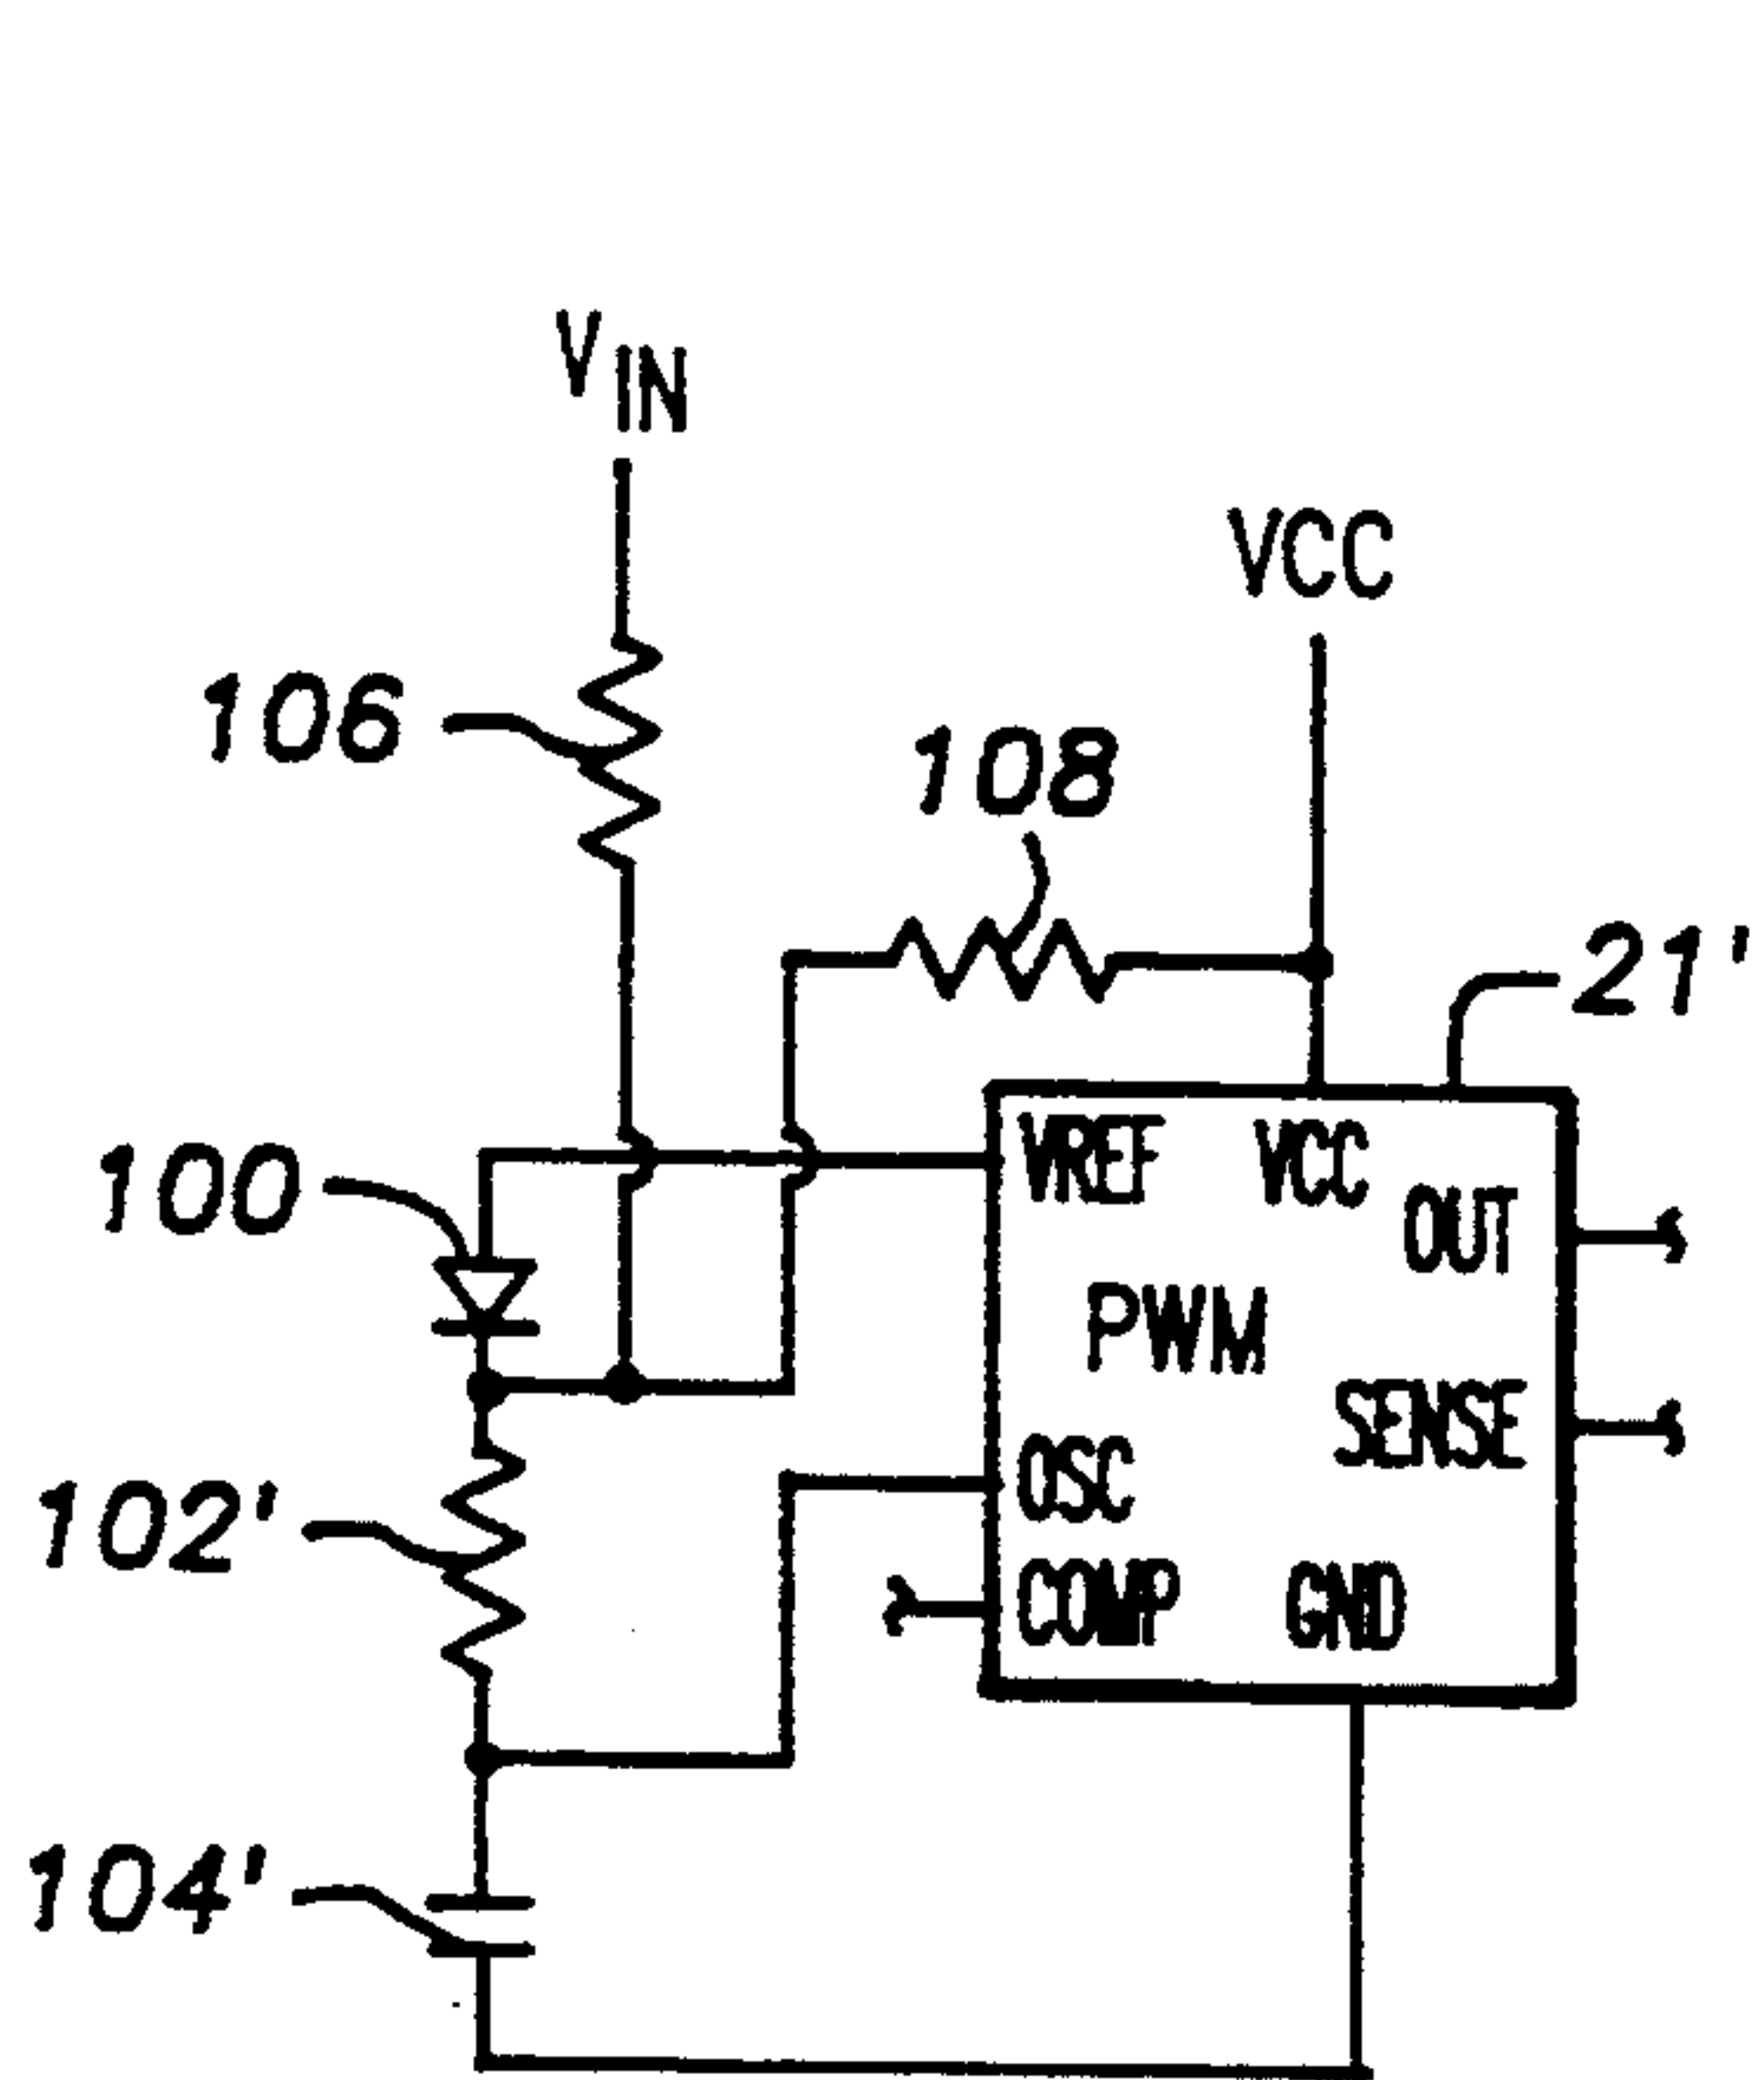 VIN
VCC
106
108
21'
100
VREF
VCC
OUT
PWM
SENSE
OSC
COMP
GND
102'
104'